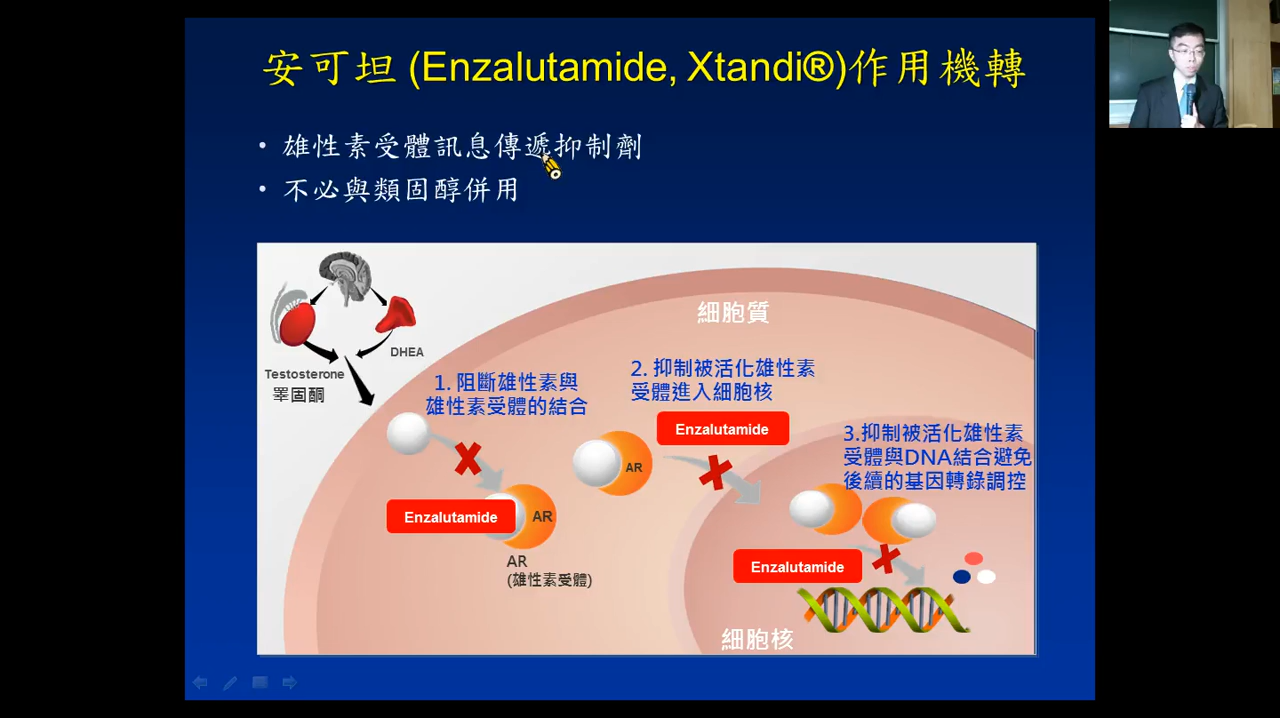 安可坦 (Enzalutamide, Xtandi®)作用機轉
• 雄性素受體訊息傳遞抑制劑
• 不必與類固醇併用
細胞質
DHEA
Testosterone
睪固酮
1. 阻斷雄性素與
雄性素受體的結合
2. 抑制被活化雄性素
受體進入細胞核
Enzalutamide
AR
3.抑制被活化雄性素
受體與DNA結合避免
後續的基因轉錄調控
Enzalutamide
AR
AR
(雄性素受體)
Enzalutamide
細胞核